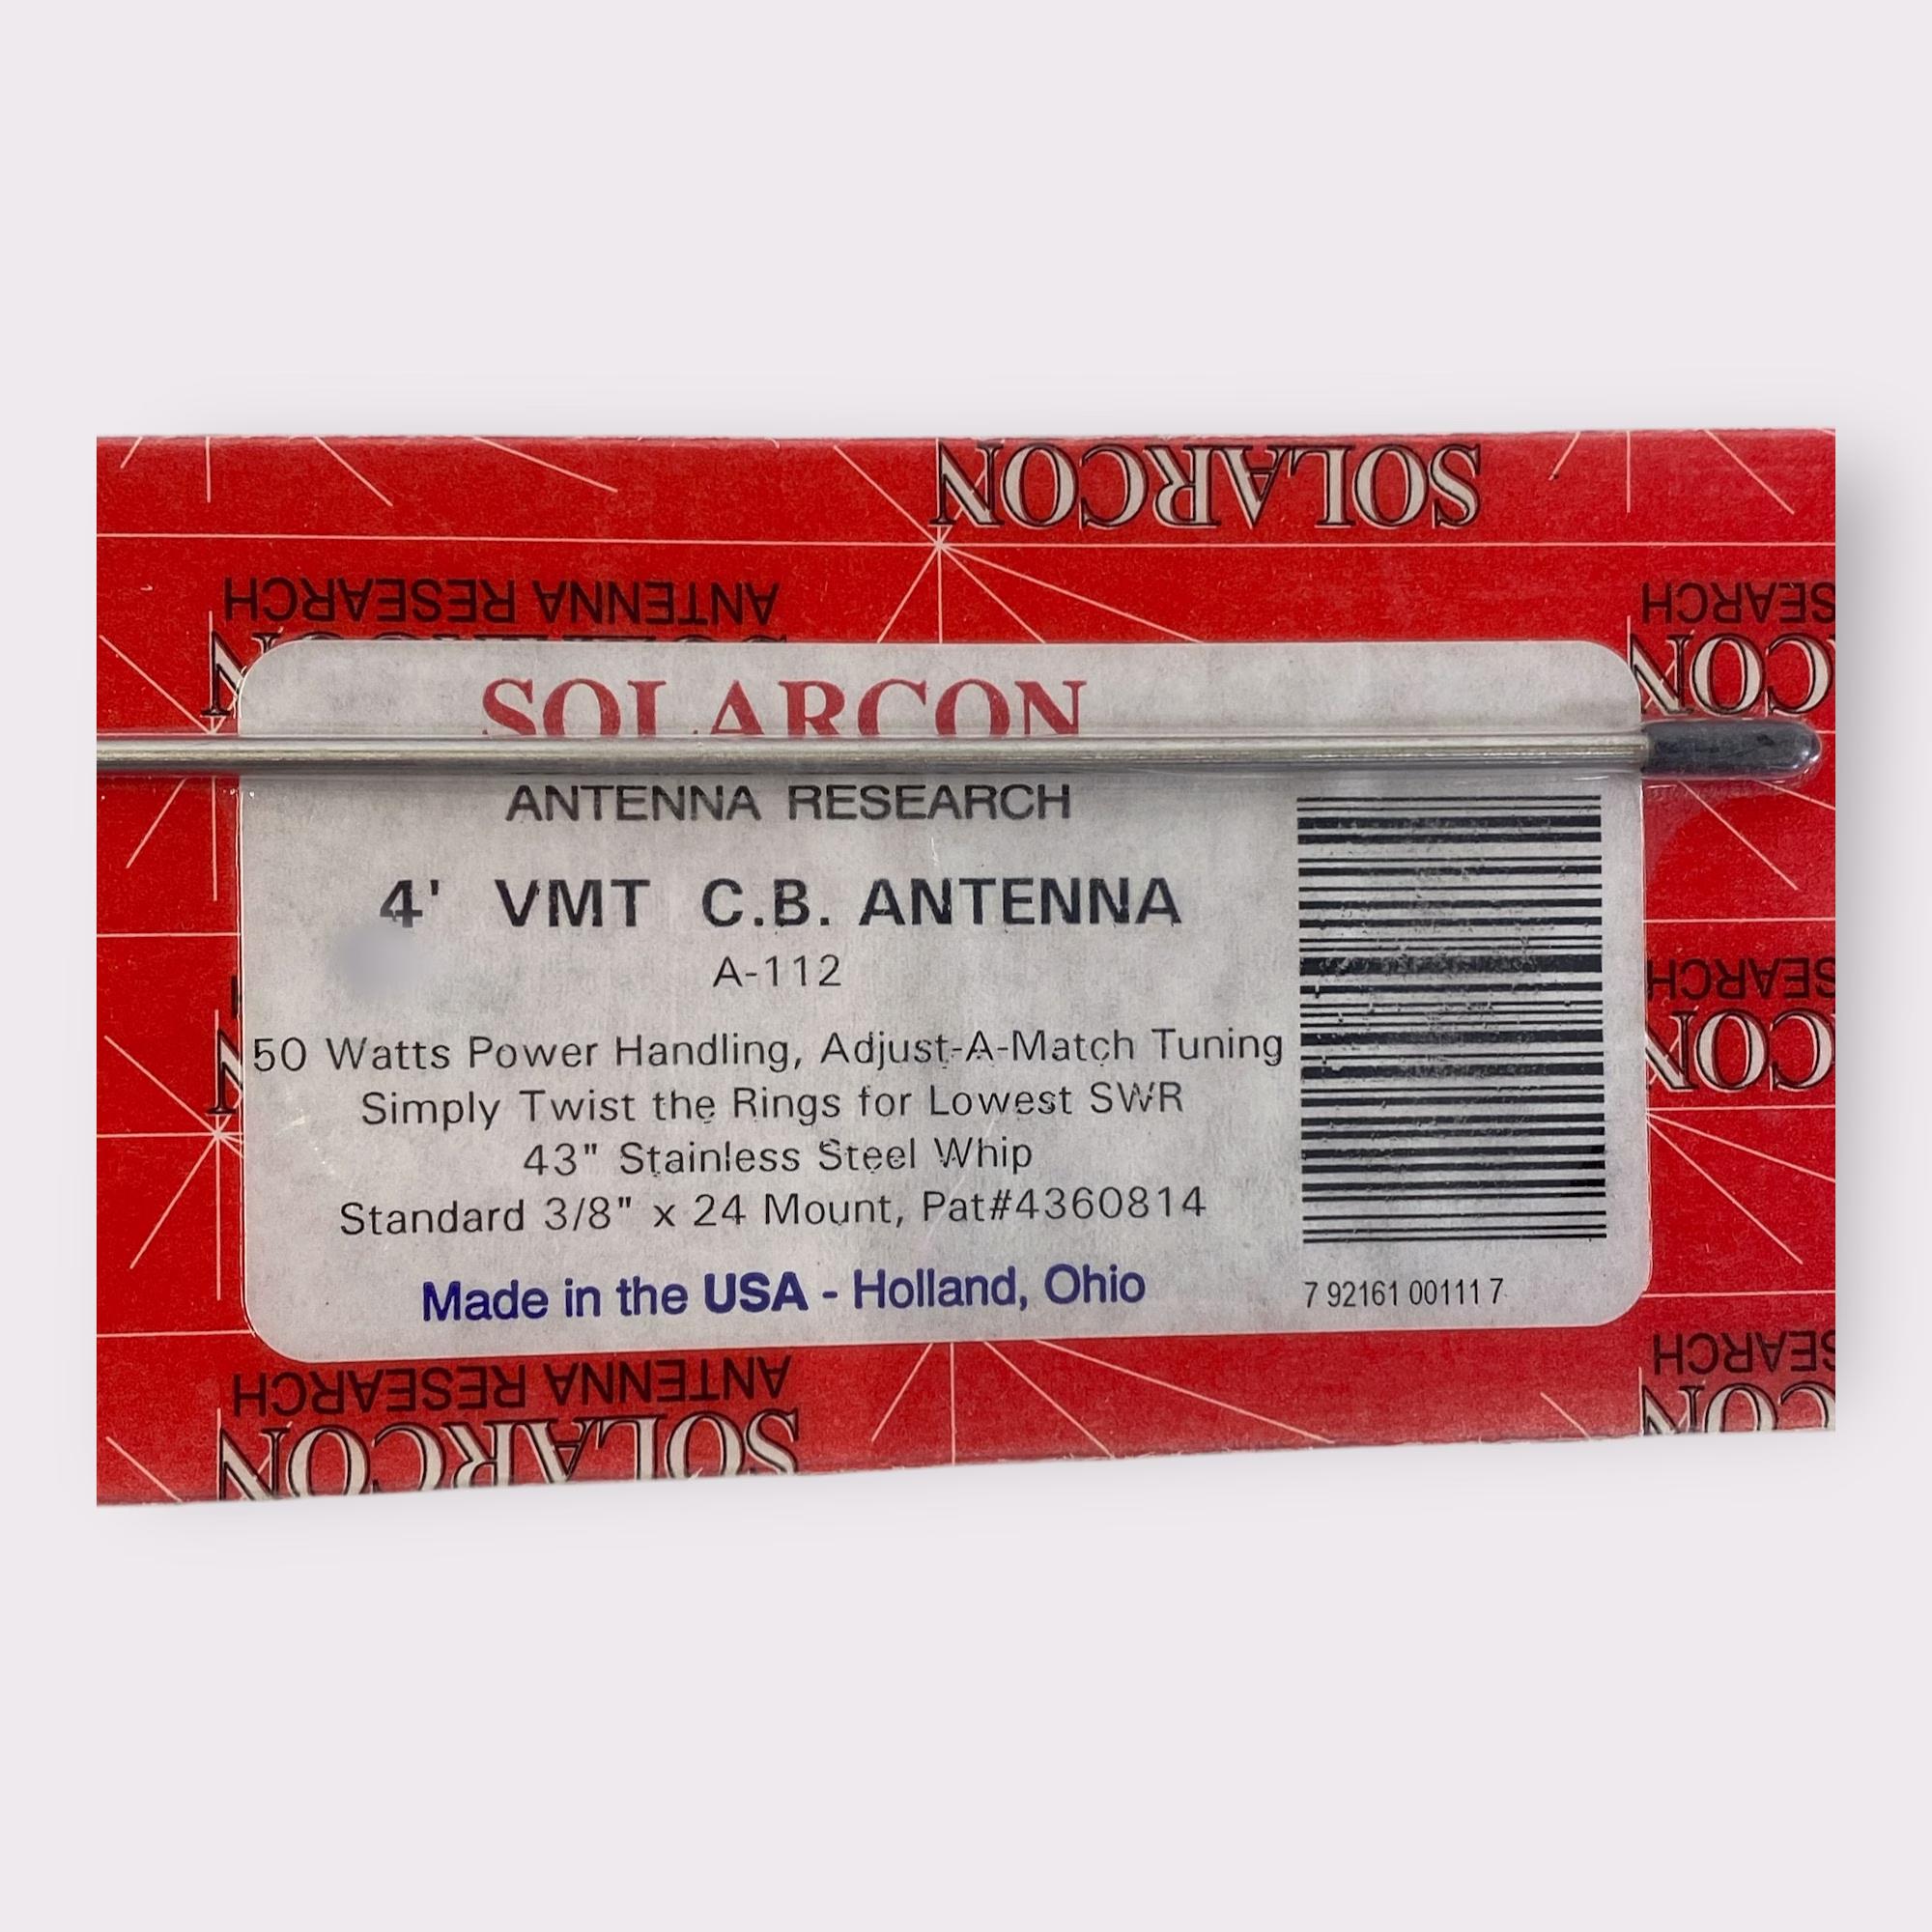 SOLARCON
ANTENNA RESEARCH
SOLARCON
ANTENNA RESEARCH
4' VMT C.B. ANTENNA
A-112
50 Watts Power Handling, Adjust-A-Match Tuning
Simply Twist the Rings for Lowest SWR
43" Stainless Steel Whip
Standard 3/8" x 24 Mount, Pat#4360814
Made in the USA - Holland, Ohio
7 92161 00111 7
ANTENNA RESEARCH
SOLARCON